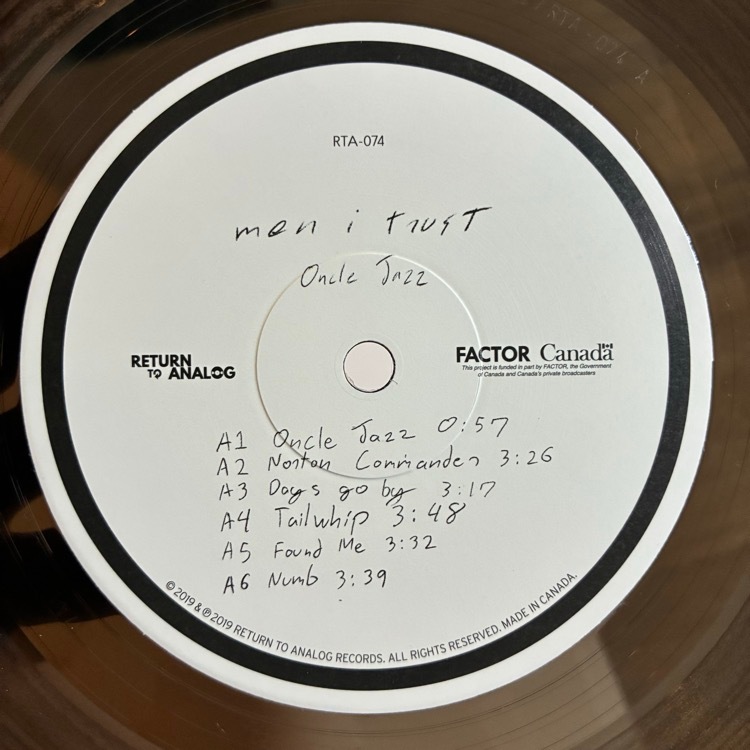 RTA-074 A
RTA-074
men i trust
Oncle Jazz
RETURN
TO ANALOG
FACTOR Canada
This project is funded in part by FACTOR, the Government
of Canada and Canada's private broadcasters
A1 Oncle Jazz 0:57
A2 Norton Commander 3:26
A3 Days go by 3:17
A4 Tailwhip 3:48
A5 Found Me 3:32
A6 Numb 3:39
© 2019 & ℗ 2019 RETURN TO ANALOG RECORDS. ALL RIGHTS RESERVED. MADE IN CANADA.